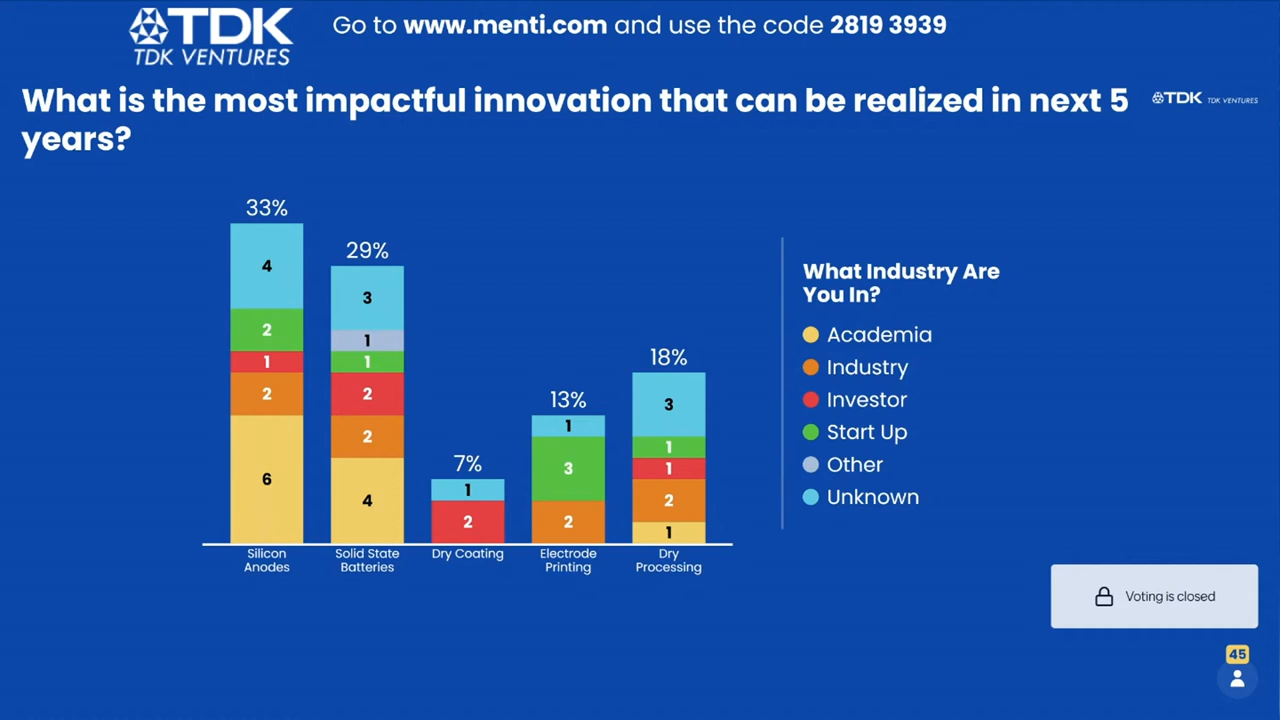 TDK
TDK VENTURES
Go to www.menti.com and use the code 2819 3939
What is the most impactful innovation that can be realized in next 5
years?
TDK TDK VENTURES
33%
4
2
1
2
6
Silicon
Anodes
29%
3
1
1
2
2
4
Solid State
Batteries
7%
1
2
Dry Coating
13%
1
3
2
Electrode
Printing
18%
3
1
1
2
1
Dry
Processing
What Industry Are
You In?
Academia
Industry
Investor
Start Up
Other
Unknown
Voting is closed
45